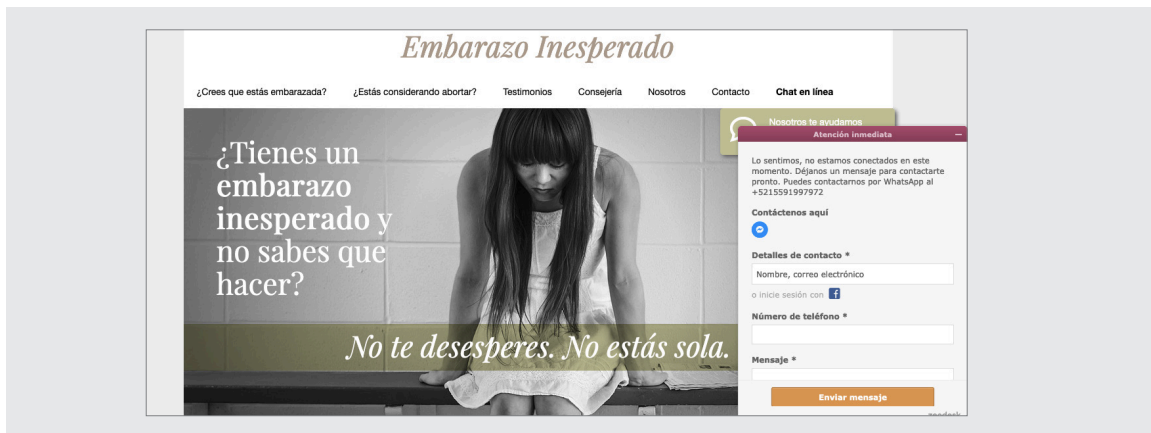 Embarazo Inesperado
¿Crees que estás embarazada? ¿Estás considerando abortar? Testimonios Consejería Nosotros Contacto Chat en línea
¿Tienes un
embarazo
inesperado y
no sabes que
hacer?
No te desesperes. No estás sola.
Nosotros te ayudamos
Atención inmediata
Lo sentimos, no estamos conectados en este
momento. Déjanos un mensaje para contactarte
pronto. Puedes contactarnos por WhatsApp al
+5215591997972
Contáctenos aquí
Detalles de contacto *
Nombre, correo electrónico
o inicie sesión con
Número de teléfono *
Mensaje *
Enviar mensaje